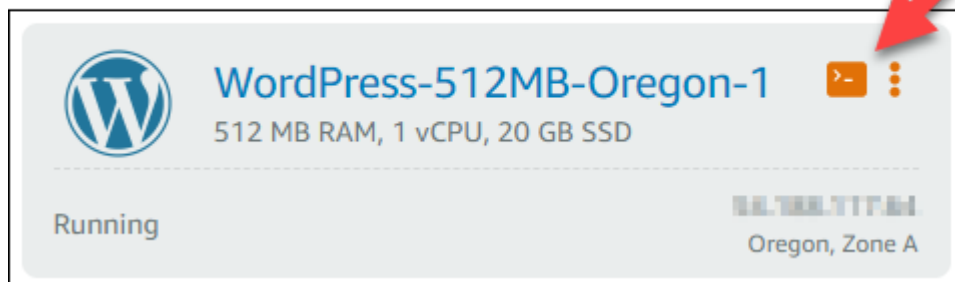 WordPress-512MB-Oregon-1
512 MB RAM, 1 vCPU, 20 GB SSD
Running
Oregon, Zone A